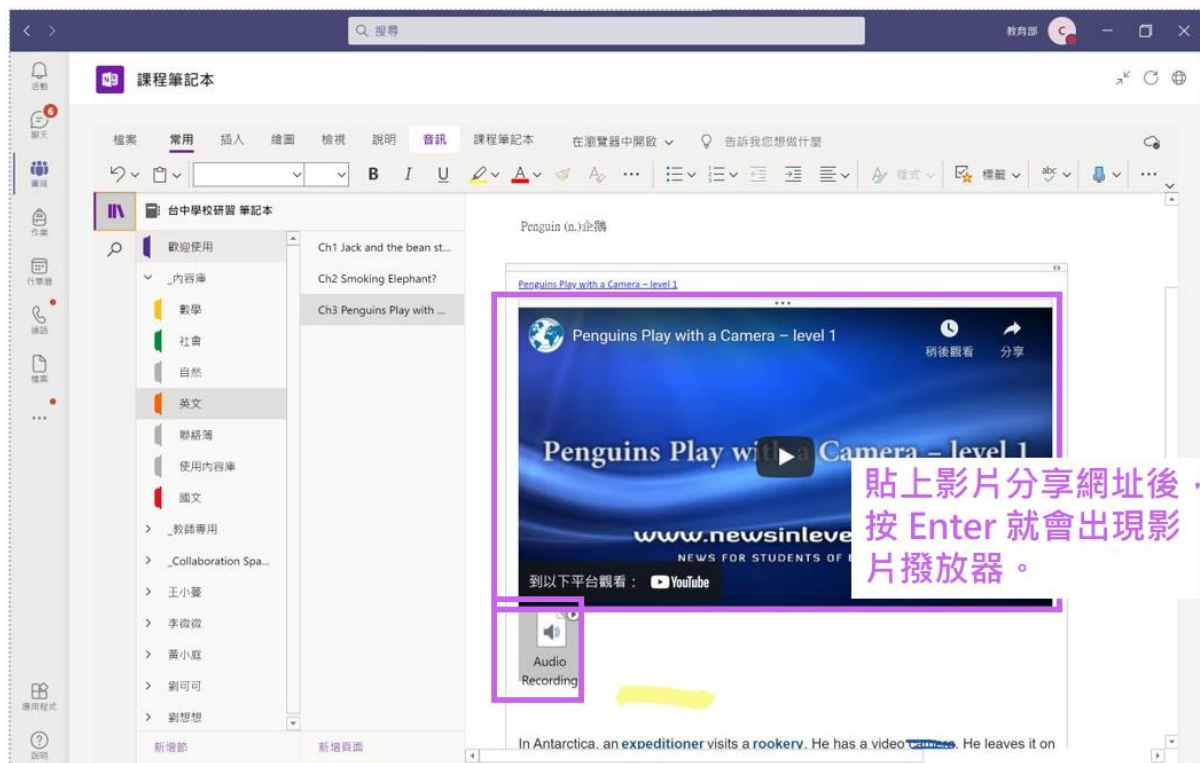 搜尋
教育部
C
活動
6
聊天
團隊
作業
行事曆
通話
檔案
...
應用程式
說明
N
課程筆記本
檔案 常用 插入 繪圖 檢視 說明 音訊 課程筆記本 在瀏覽器中開啟 告訴我您想做什麼
B I U A A ... 樣式 標籤 abc ...
台中學校研習 筆記本
歡迎使用
_內容庫
數學
社會
自然
英文
聯絡簿
使用內容庫
國文
_教師專用
_Collaboration Spa...
王小蔓
李微微
黃小庭
劉可可
劉想想
新增節
Ch1 Jack and the bean st...
Ch2 Smoking Elephant?
Ch3 Penguins Play with ...
新增頁面
Penguin (n.)企鵝
Penguins Play with a Camera – level 1
Penguins Play with a Camera – level 1
稍後觀看 分享
Penguins Play with a Camera – level 1
www.newsinleve
NEWS FOR STUDENTS OF
到以下平台觀看： YouTube
貼上影片分享網址後，
按 Enter 就會出現影
片撥放器。
Audio
Recording
In Antarctica, an expeditioner visits a rookery. He has a video camera. He leaves it on